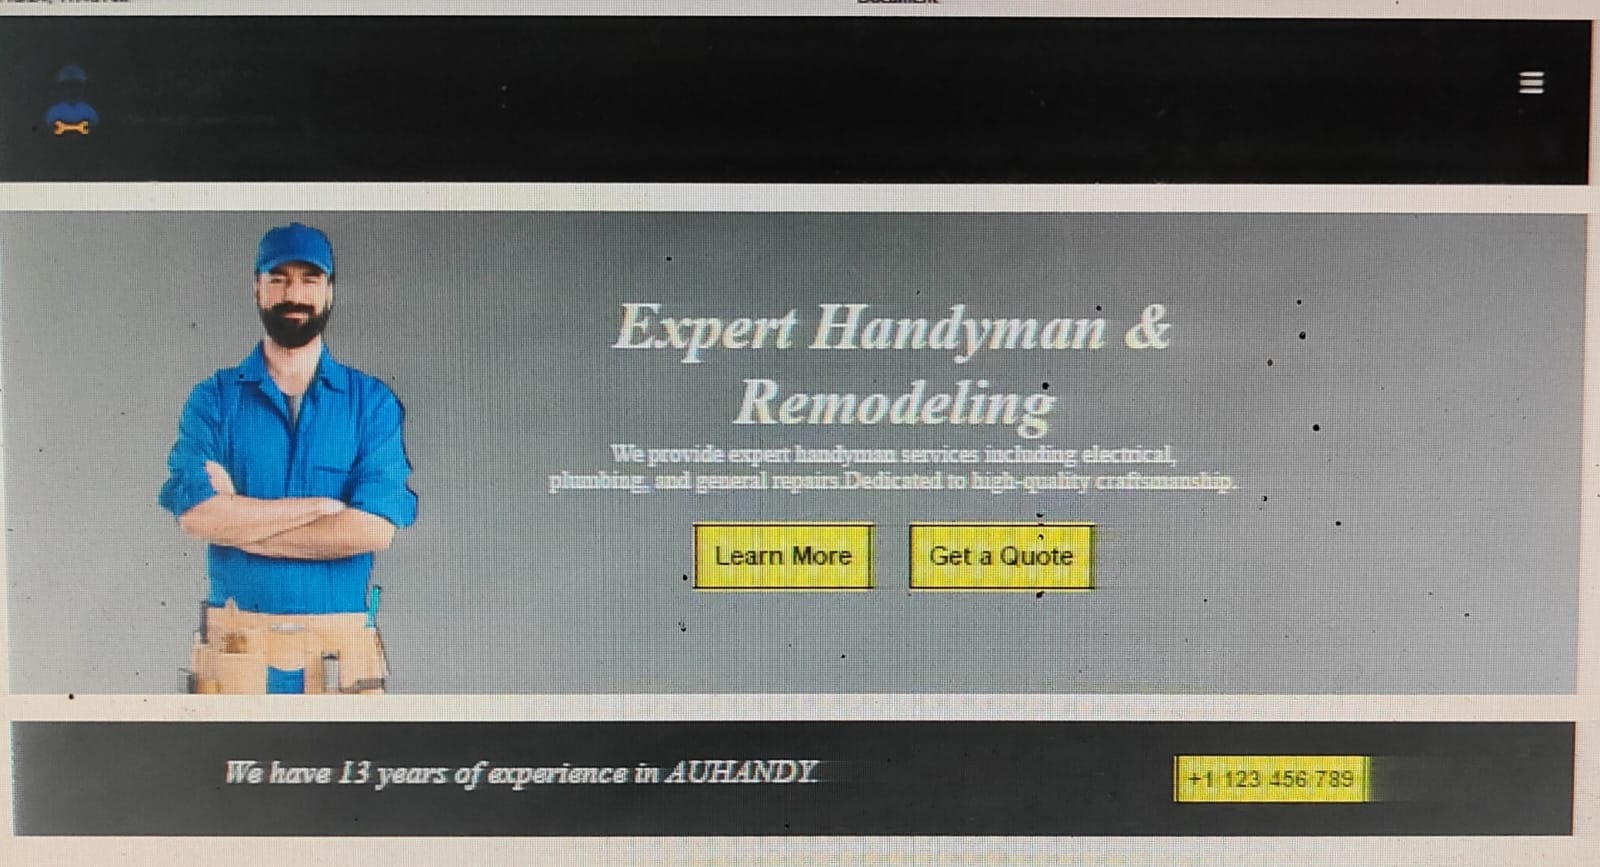 Expert Handyman &
Remodeling
We provide expert handyman services including electrical,
plumbing, and general repairs.Dedicated to high-quality craftsmanship.
Learn More
Get a Quote
We have 13 years of experience in AUHANDY.
+1 123 456 789